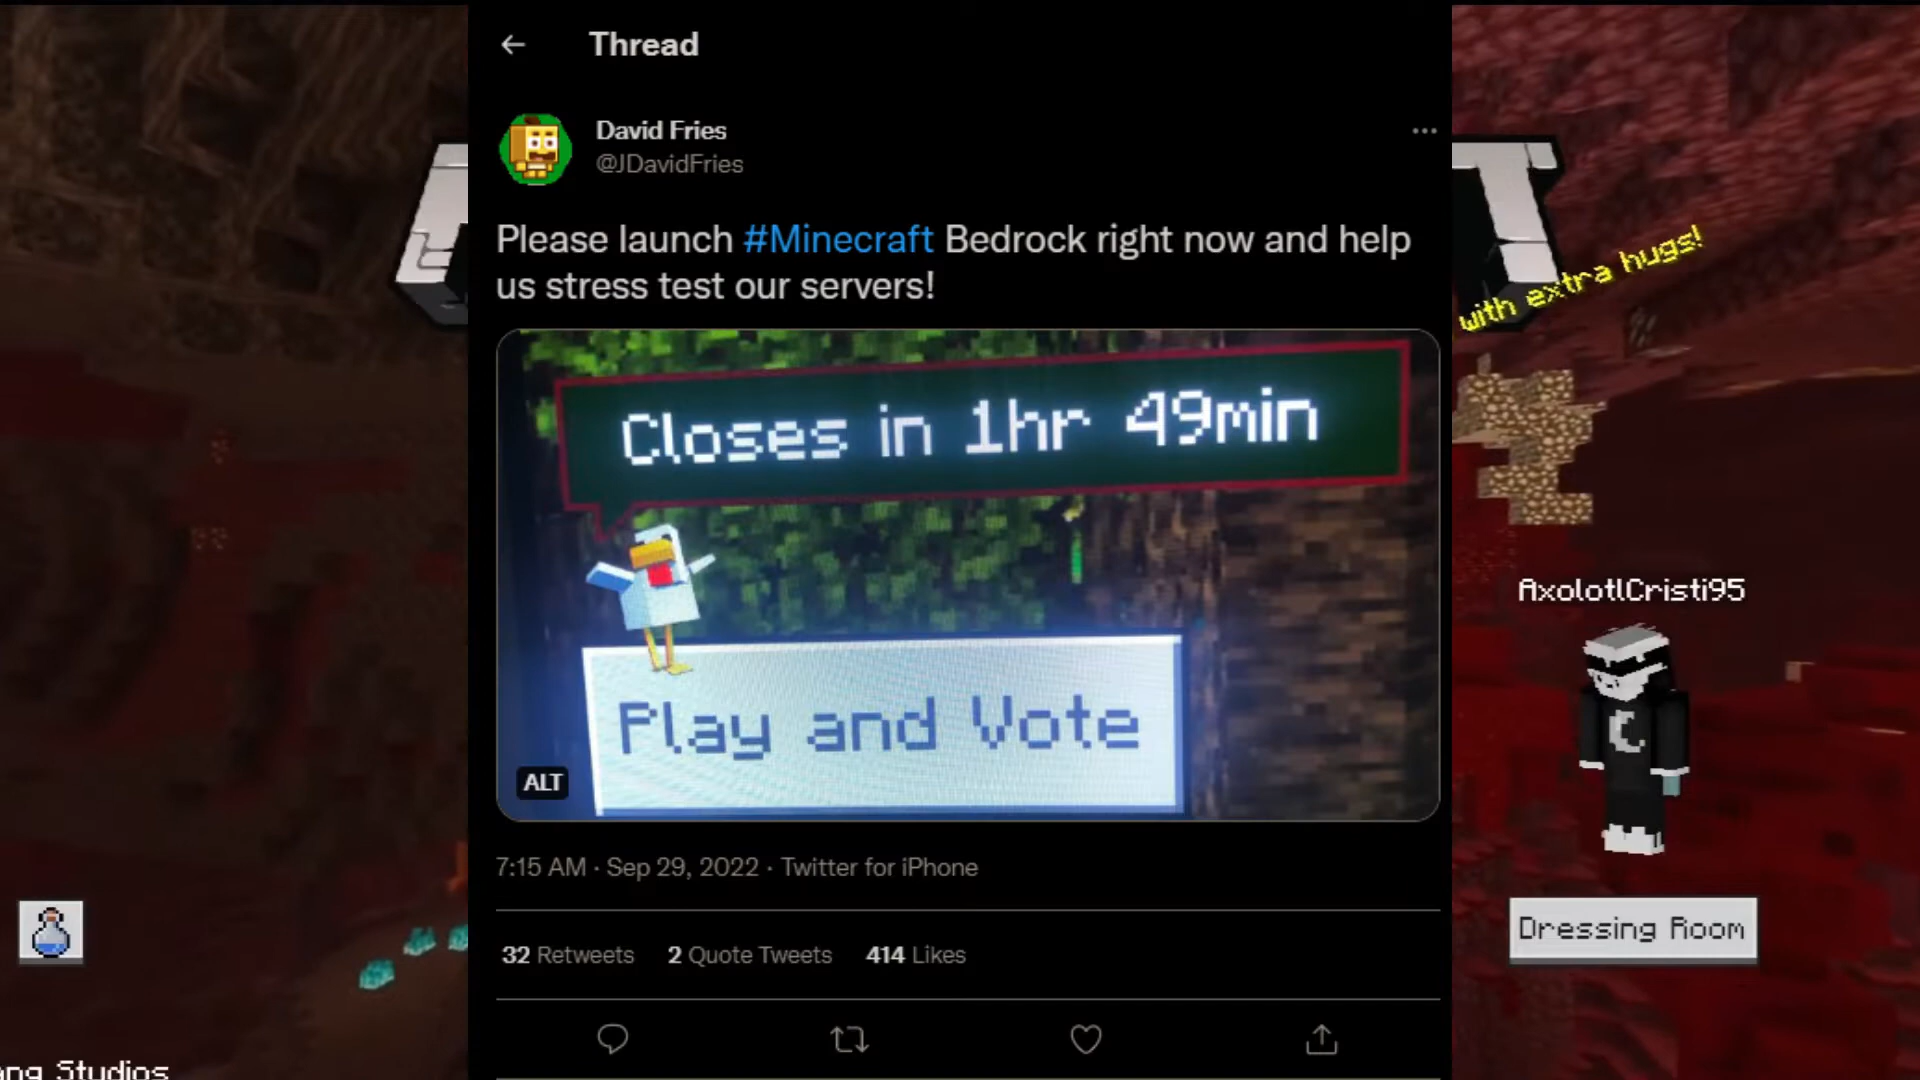 Thread
David Fries
@JDavidFries
Please launch #Minecraft Bedrock right now and help
us stress test our servers!
Closes in 1hr 49min
Play and Vote
ALT
7:15 AM · Sep 29, 2022 · Twitter for iPhone
32 Retweets 2 Quote Tweets 414 Likes
with extra hugs!
AxolotlCristi95
Dressing Room
Studios